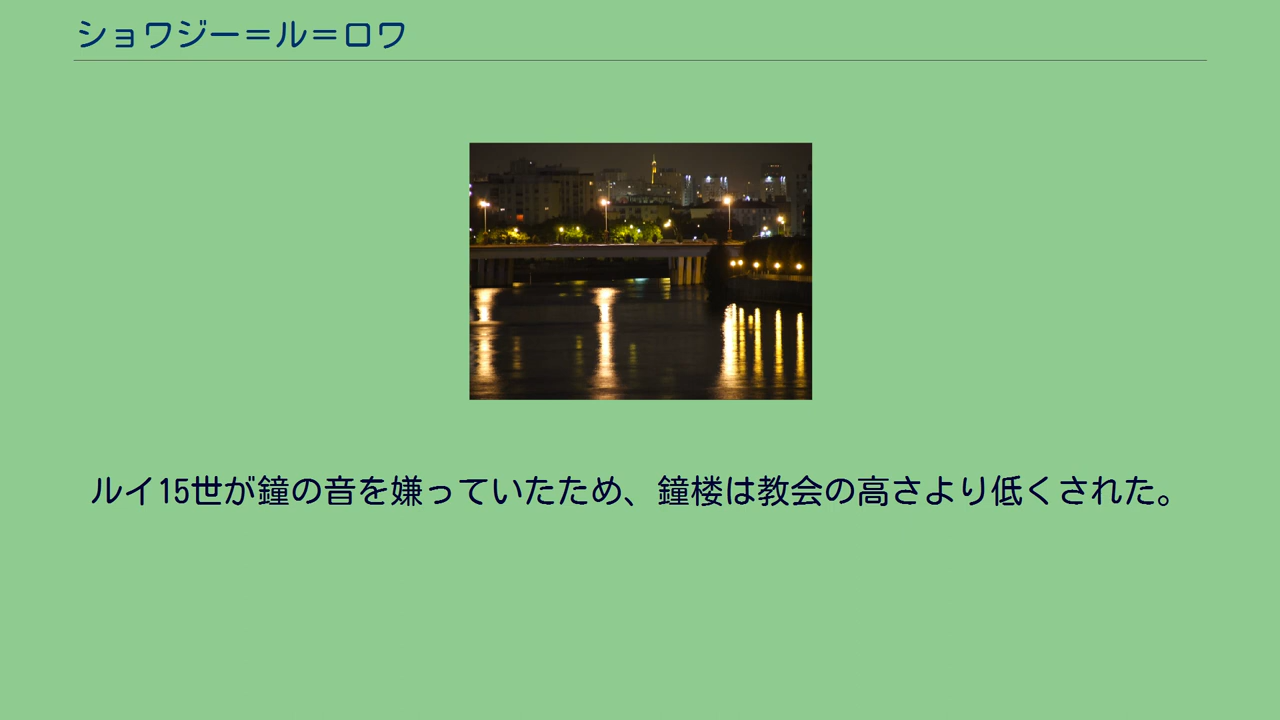 ショワジー＝ル＝ロワ
ルイ15世が鐘の音を嫌っていたため、鐘楼は教会の高さより低くされた。